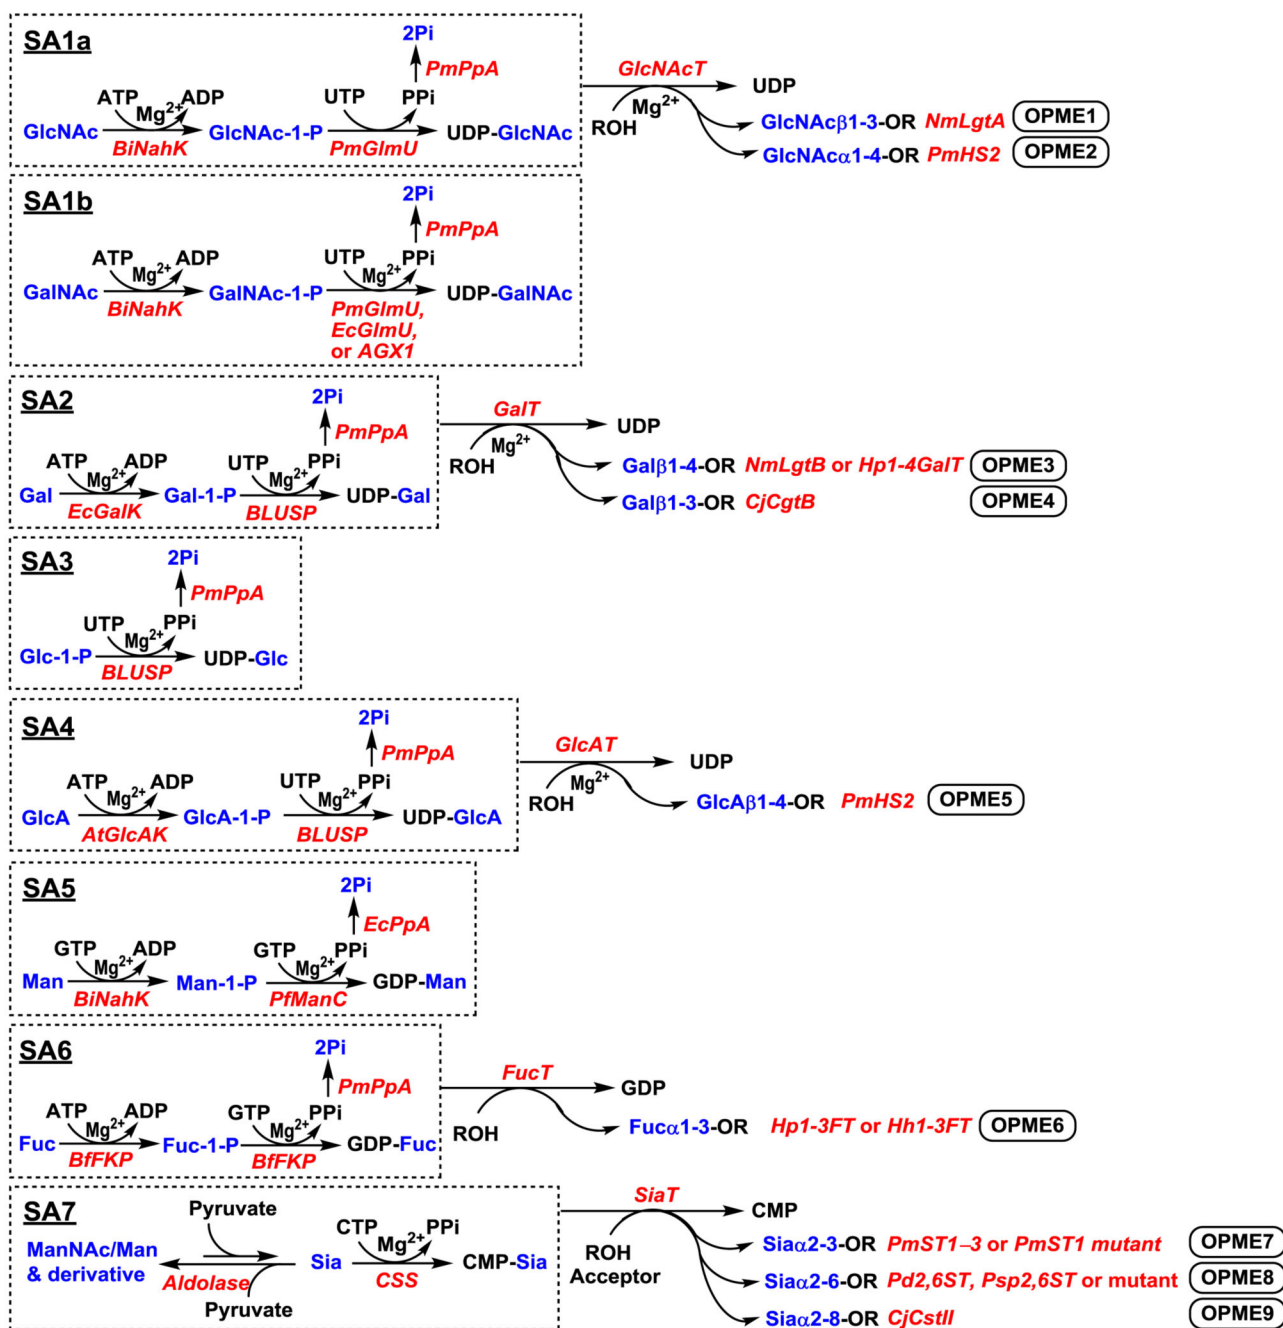 SA1a
2Pi
PmPpA
ATP Mg2+ ADP UTP PPi
GlcNAc GlcNAc-1-P UDP-GlcNAc
BiNahK PmGlmU
GlcNAcT
UDP
ROH Mg2+
GlcNAcβ1-3-OR NmLgtA OPME1
GlcNAcα1-4-OR PmHS2 OPME2
SA1b
2Pi
PmPpA
ATP Mg2+ ADP UTP Mg2+ PPi
GalNAc GalNAc-1-P UDP-GalNAc
BiNahK PmGlmU,
EcGlmU,
or AGX1
SA2
2Pi
PmPpA
ATP Mg2+ ADP UTP Mg2+ PPi
Gal Gal-1-P UDP-Gal
EcGalK BLUSP
GalT
UDP
ROH Mg2+
Galβ1-4-OR NmLgtB or Hp1-4GalT OPME3
Galβ1-3-OR CjCgtB OPME4
SA3
2Pi
PmPpA
UTP Mg2+ PPi
Glc-1-P UDP-Glc
BLUSP
SA4
2Pi
PmPpA
ATP Mg2+ ADP UTP Mg2+ PPi
GlcA GlcA-1-P UDP-GlcA
AtGlcAK BLUSP
GlcAT
UDP
ROH Mg2+
GlcAβ1-4-OR PmHS2 OPME5
SA5
2Pi
EcPpA
GTP Mg2+ ADP GTP Mg2+ PPi
Man Man-1-P GDP-Man
BiNahK PfManC
SA6
2Pi
PmPpA
ATP Mg2+ ADP GTP Mg2+ PPi
Fuc Fuc-1-P GDP-Fuc
BfFKP BfFKP
FucT
GDP
ROH
Fucα1-3-OR Hp1-3FT or Hh1-3FT OPME6
SA7
Pyruvate CTP Mg2+ PPi
ManNAc/Man Sia CMP-Sia
& derivative
Aldolase CSS
Pyruvate
SiaT
CMP
ROH
Acceptor
Siaα2-3-OR PmST1–3 or PmST1 mutant OPME7
Siaα2-6-OR Pd2,6ST, Psp2,6ST or mutant OPME8
Siaα2-8-OR CjCstII OPME9